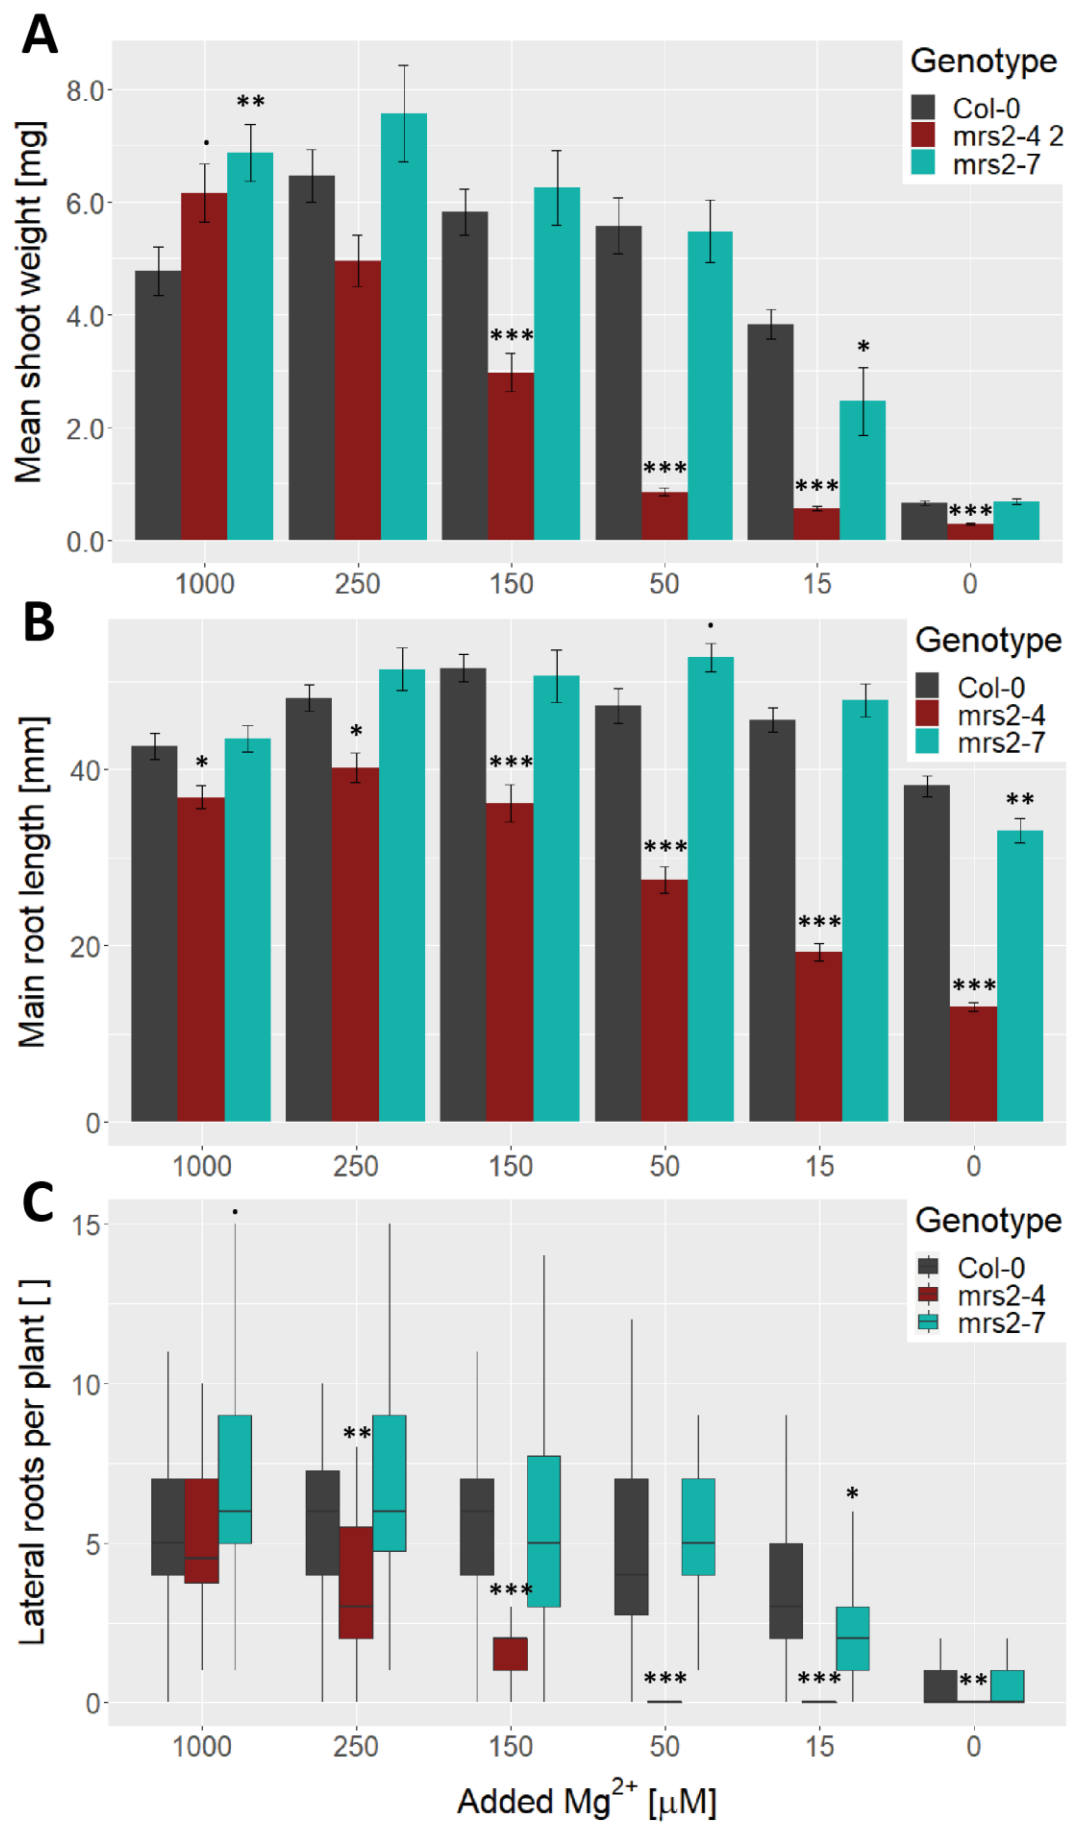 A
Mean shoot weight [mg]
8.0
6.0
4.0
2.0
0.0
Genotype
Col-0
mrs2-4 2
mrs2-7
.
**
***
***
***
*
***
1000 250 150 50 15 0
B
Main root length [mm]
40
20
0
Genotype
Col-0
mrs2-4
mrs2-7
*
*
***
***
.
***
***
**
1000 250 150 50 15 0
C
Lateral roots per plant [ ]
15
10
5
0
Genotype
Col-0
mrs2-4
mrs2-7
.
**
***
***
***
*
**
1000 250 150 50 15 0
Added Mg²⁺ [µM]